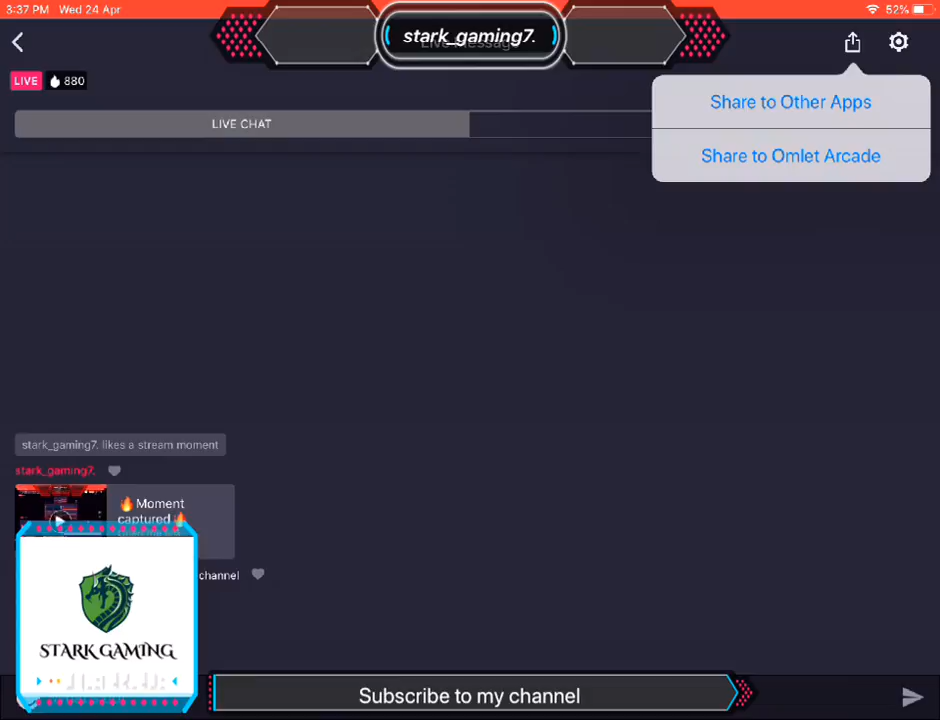 3:37 PM Wed 24 Apr
52%
stark_gaming7.
LIVE
880
LIVE CHAT
Share to Other Apps
Share to Omlet Arcade
stark_gaming7. likes a stream moment
stark_gaming7.
🔥Moment
captured🔥
channel
STARK GAMING
Subscribe to my channel